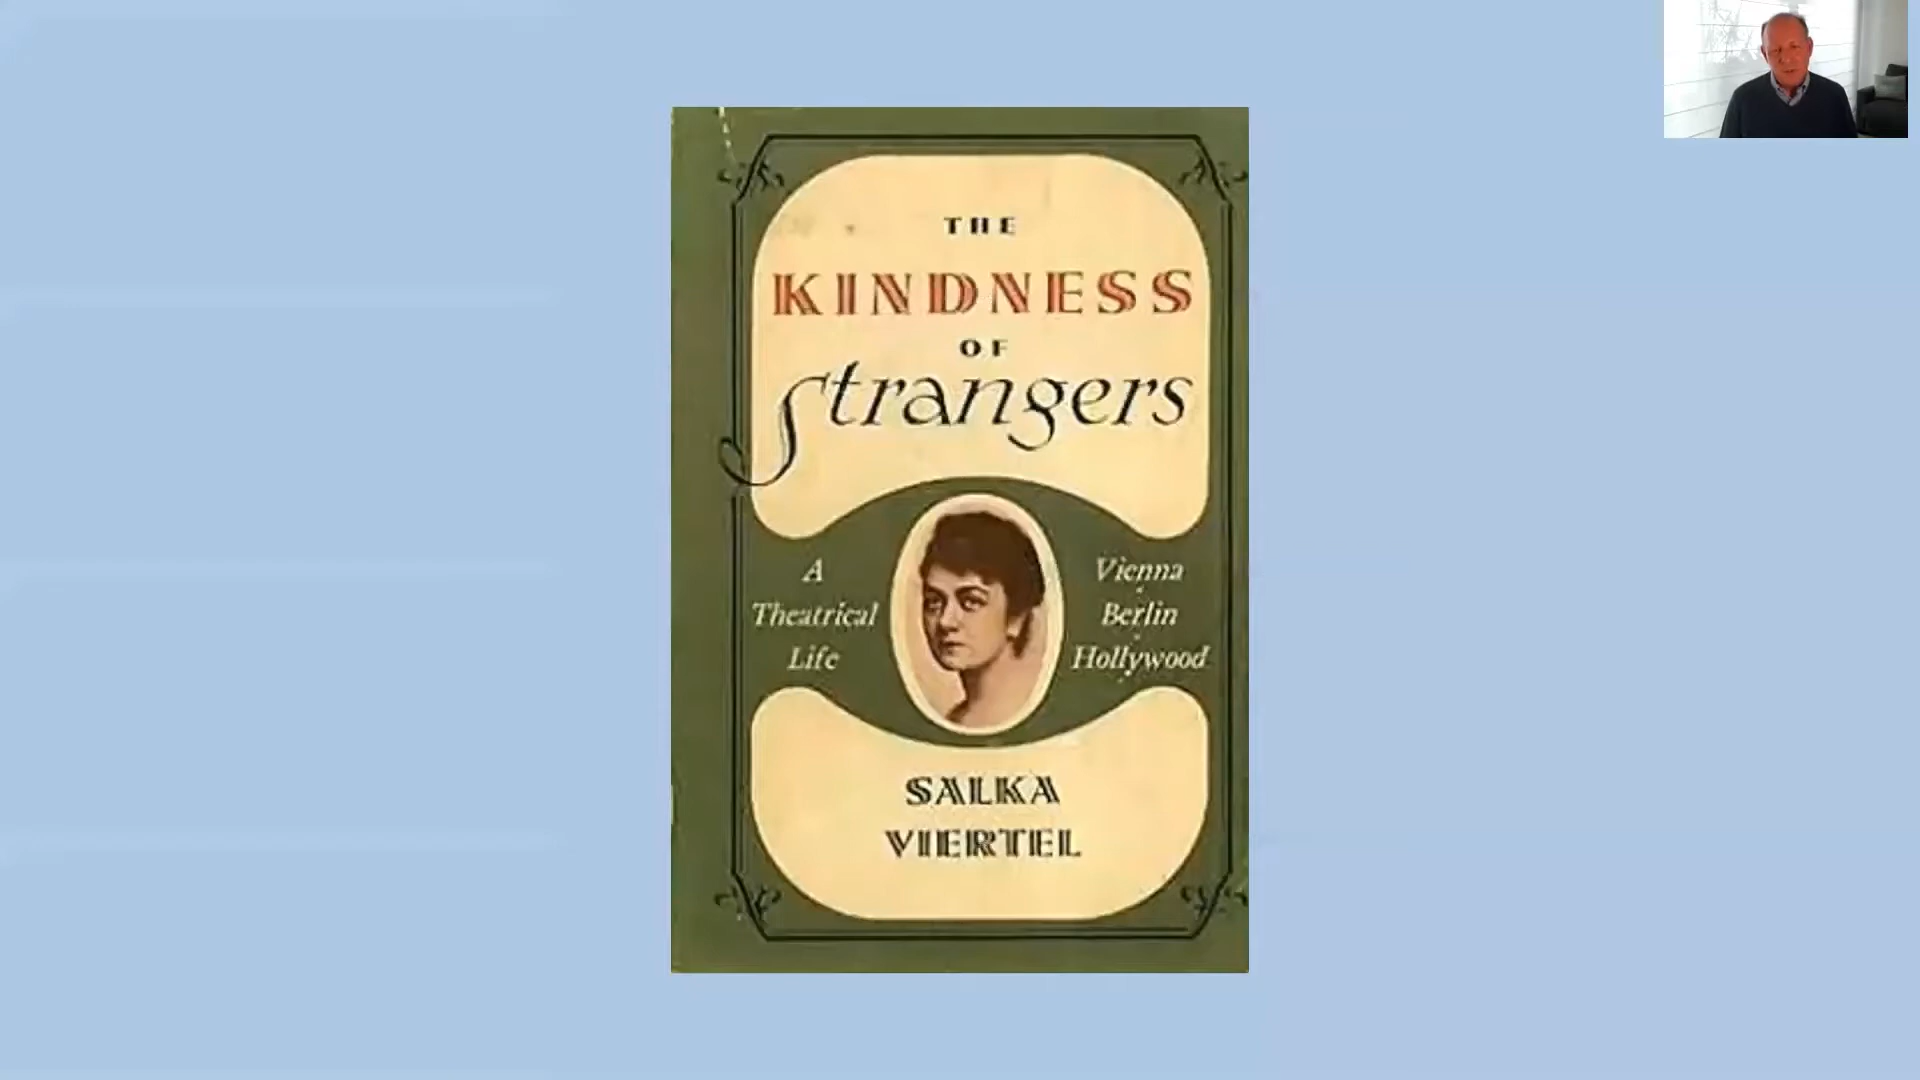 THE
KINDNESS
OF
Strangers
A
Theatrical
Life
Vienna
Berlin
Hollywood
SALKA
VIERTEL